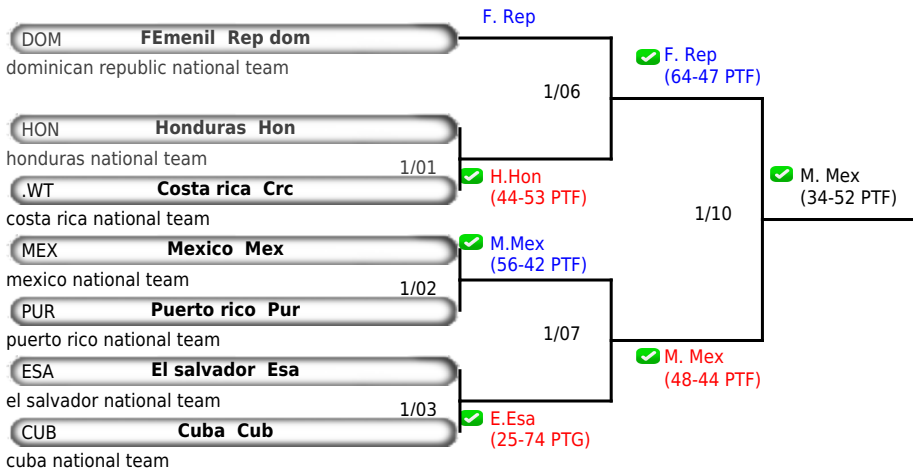 F. Rep
DOM FEmenil Rep dom
dominican republic national team
F. Rep
(64-47 PTF)
1/06
HON Honduras Hon
honduras national team
1/01
H.Hon
(44-53 PTF)
.WT Costa rica Crc
costa rica national team
M. Mex
(34-52 PTF)
1/10
MEX Mexico Mex
mexico national team
M.Mex
(56-42 PTF)
1/02
PUR Puerto rico Pur
puerto rico national team
1/07
M. Mex
(48-44 PTF)
ESA El salvador Esa
el salvador national team
1/03
E.Esa
(25-74 PTG)
CUB Cuba Cub
cuba national team